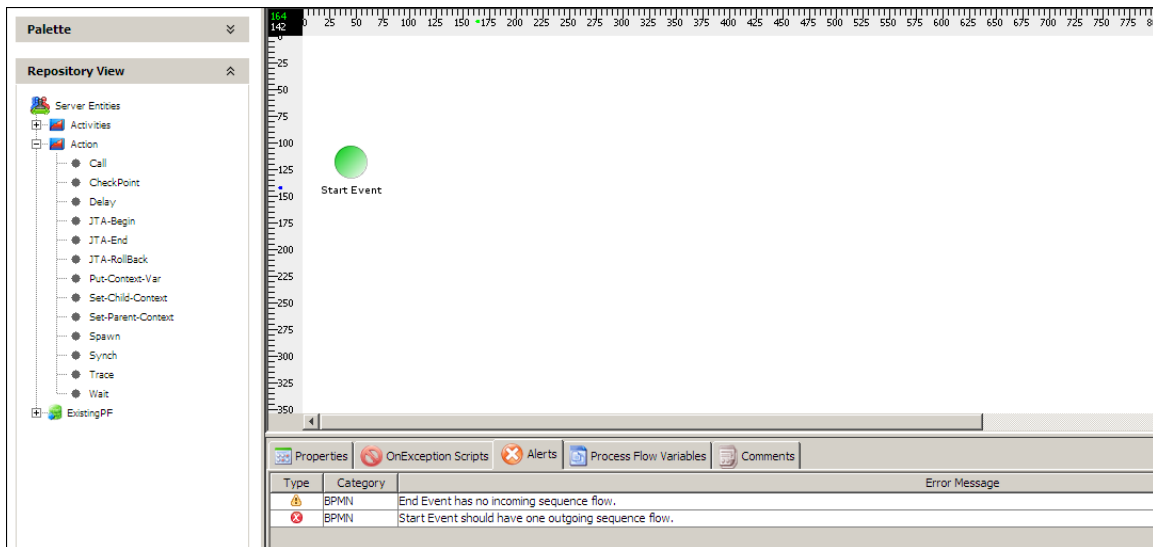 Palette
Repository View
Server Entities
Activities
Action
Call
CheckPoint
Delay
JTA-Begin
JTA-End
JTA-RollBack
Put-Context-Var
Set-Child-Context
Set-Parent-Context
Spawn
Synch
Trace
Wait
ExistingPF
164
142
0 25 50 75 100 125 150 175 200 225 250 275 300 325 350 375 400 425 450 475 500 525 550 575 600 625 650 675 700 725 750 775
0
25
50
75
100
125
150
175
200
225
250
275
300
325
350
Start Event
Properties OnException Scripts Alerts Process Flow Variables Comments
Type Category Error Message
BPMN End Event has no incoming sequence flow.
BPMN Start Event should have one outgoing sequence flow.